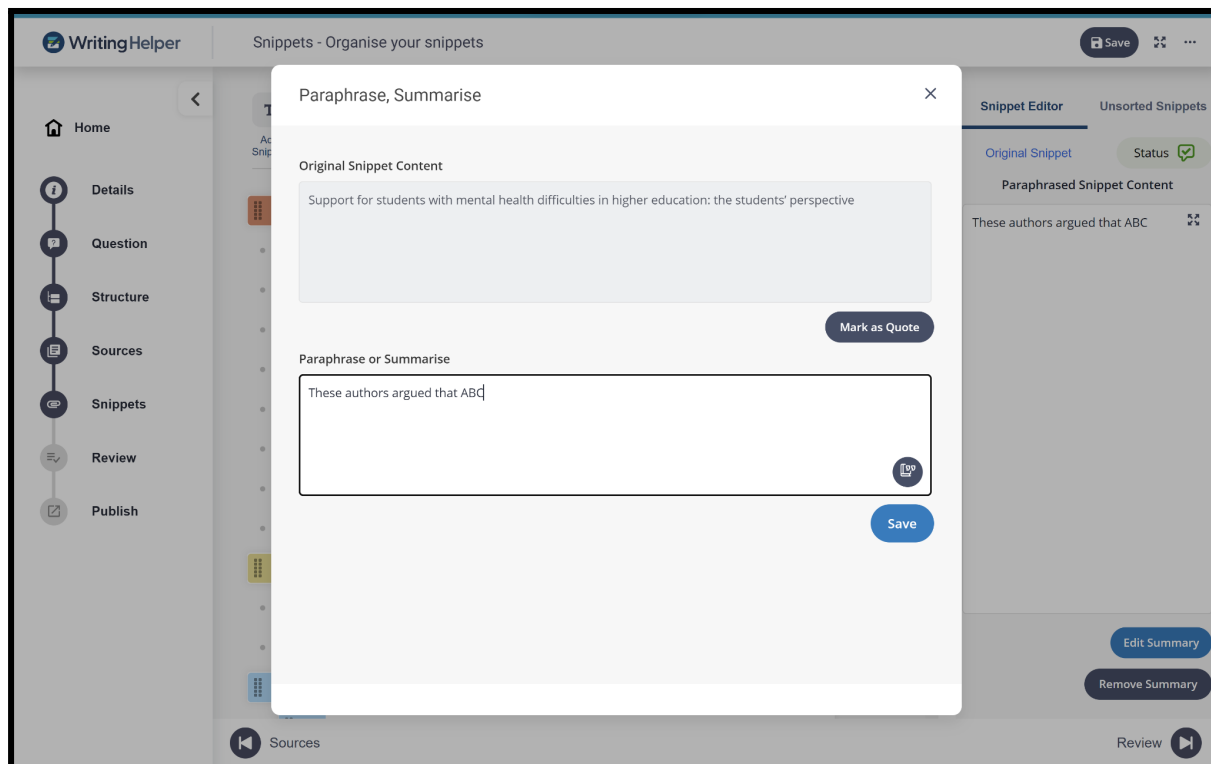 WritingHelper
Snippets - Organise your snippets
Save
Paraphrase, Summarise
Home
Details
Question
Structure
Sources
Snippets
Review
Publish
Original Snippet Content
Support for students with mental health difficulties in higher education: the students' perspective
Mark as Quote
Paraphrase or Summarise
These authors argued that ABC
Save
Snippet Editor
Unsorted Snippets
Original Snippet
Status
Paraphrased Snippet Content
These authors argued that ABC
Edit Summary
Remove Summary
Sources
Review